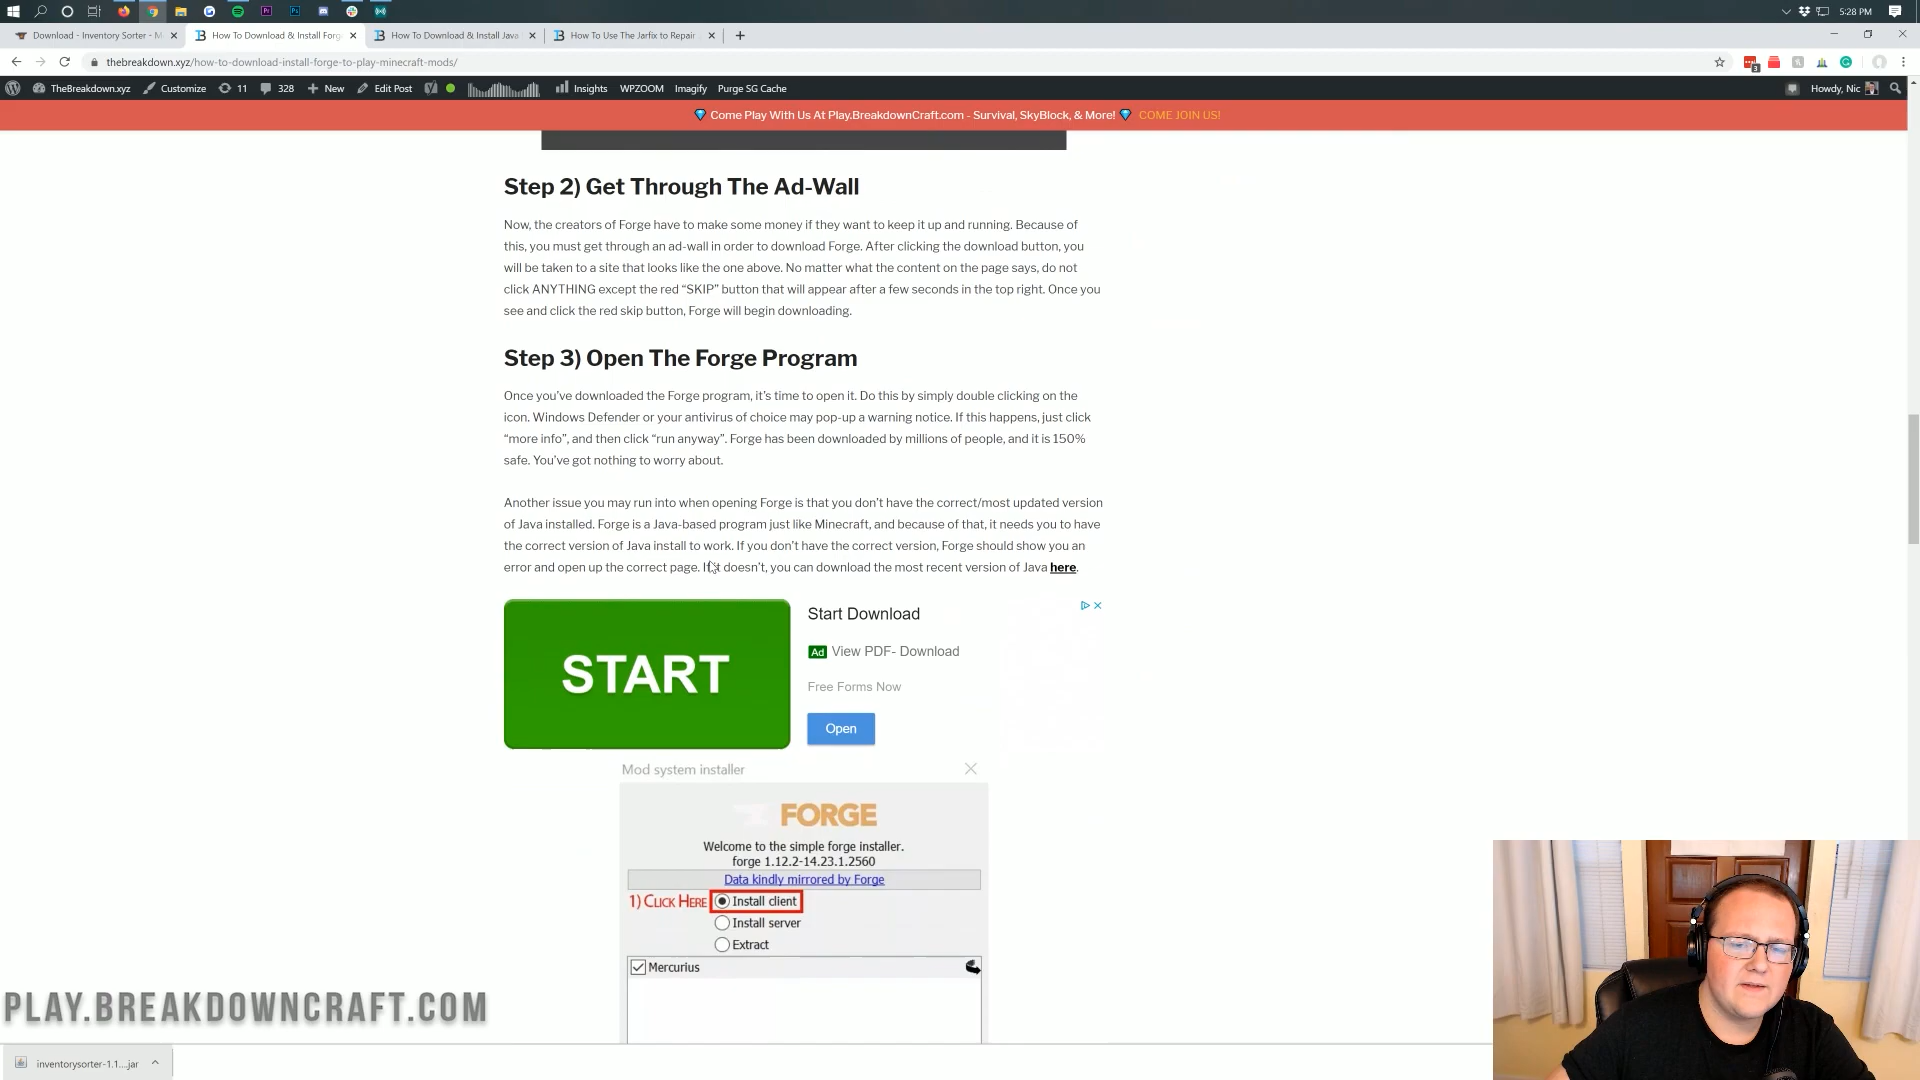 5:28 PM
Download - Inventory Sorter - M
How To Download & Install Forg
How To Download & Install Java
How To Use The Jarfix to Repair
thebreakdown.xyz/how-to-download-install-forge-to-play-minecraft-mods/
3
TheBreakdown.xyz Customize 11 328 New Edit Post Insights WPZOOM Imagify Purge SG Cache Howdy, Nic
Come Play With Us At Play.BreakdownCraft.com - Survival, SkyBlock, & More! COME JOIN US!
Step 2) Get Through The Ad-Wall
Now, the creators of Forge have to make some money if they want to keep it up and running. Because of
this, you must get through an ad-wall in order to download Forge. After clicking the download button, you
will be taken to a site that looks like the one above. No matter what the content on the page says, do not
click ANYTHING except the red “SKIP” button that will appear after a few seconds in the top right. Once you
see and click the red skip button, Forge will begin downloading.
Step 3) Open The Forge Program
Once you’ve downloaded the Forge program, it’s time to open it. Do this by simply double clicking on the
icon. Windows Defender or your antivirus of choice may pop-up a warning notice. If this happens, just click
“more info”, and then click “run anyway”. Forge has been downloaded by millions of people, and it is 150%
safe. You’ve got nothing to worry about.
Another issue you may run into when opening Forge is that you don’t have the correct/most updated version
of Java installed. Forge is a Java-based program just like Minecraft, and because of that, it needs you to have
the correct version of Java install to work. If you don’t have the correct version, Forge should show you an
error and open up the correct page. If it doesn’t, you can download the most recent version of Java here.
START
Start Download
Ad View PDF- Download
Free Forms Now
Open
Mod system installer
FORGE
Welcome to the simple forge installer.
forge 1.12.2-14.23.1.2560
Data kindly mirrored by Forge
1) CLICK HERE Install client
Install server
Extract
Mercurius
PLAY.BREAKDOWNCRAFT.COM
inventorysorter-1.1....jar